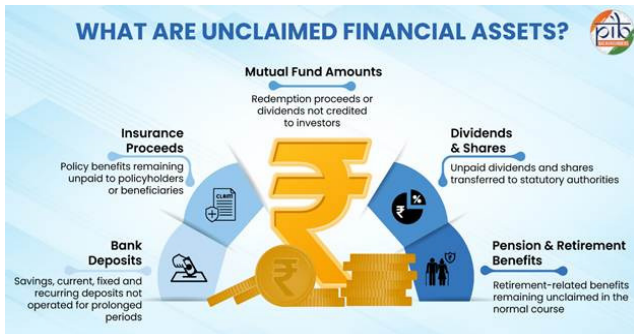 WHAT ARE UNCLAIMED FINANCIAL ASSETS?
pib
Mutual Fund Amounts
Redemption proceeds or
dividends not credited
to investors
Insurance
Proceeds
Policy benefits remaining
unpaid to policyholders
or beneficiaries
CLAIM
Dividends
& Shares
Unpaid dividends and shares
transferred to statutory authorities
%
₹
₹
₹
Bank
Deposits
Savings, current, fixed and
recurring deposits not
operated for prolonged
periods
Pension & Retirement
Benefits
Retirement-related benefits
remaining unclaimed in the
normal course